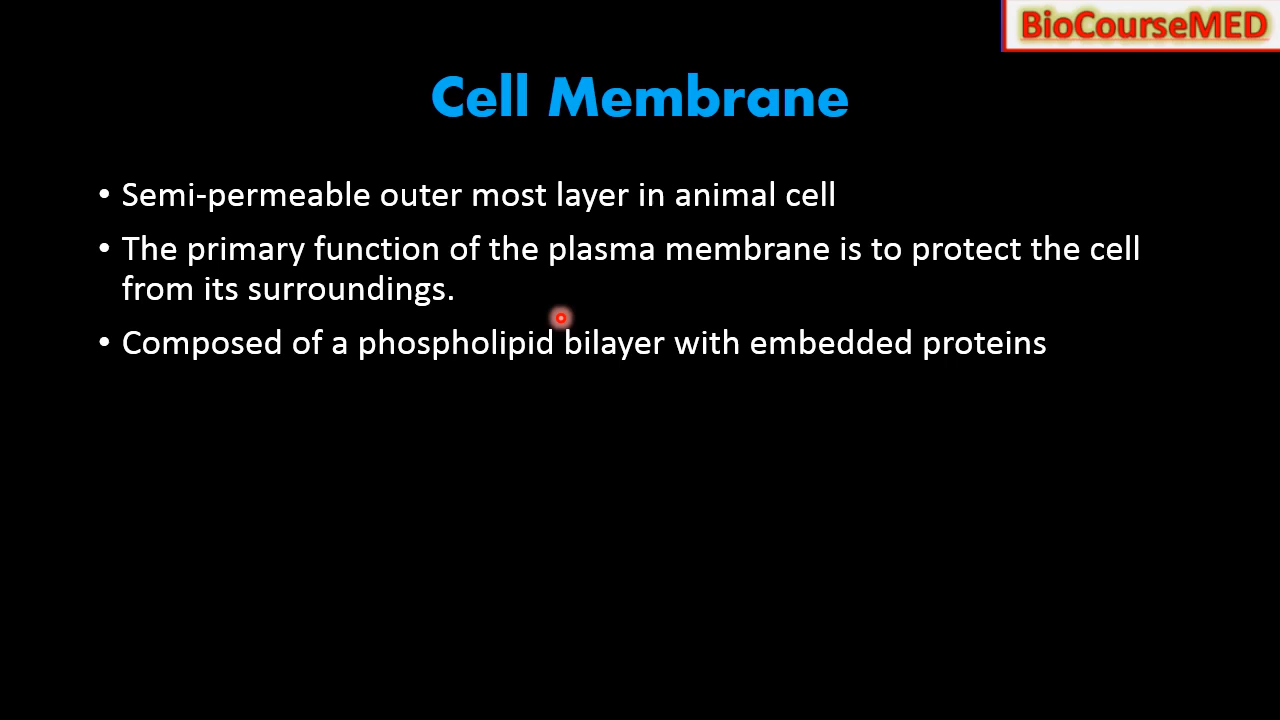 BioCourseMED
Cell Membrane
• Semi-permeable outer most layer in animal cell
• The primary function of the plasma membrane is to protect the cell
from its surroundings.
• Composed of a phospholipid bilayer with embedded proteins